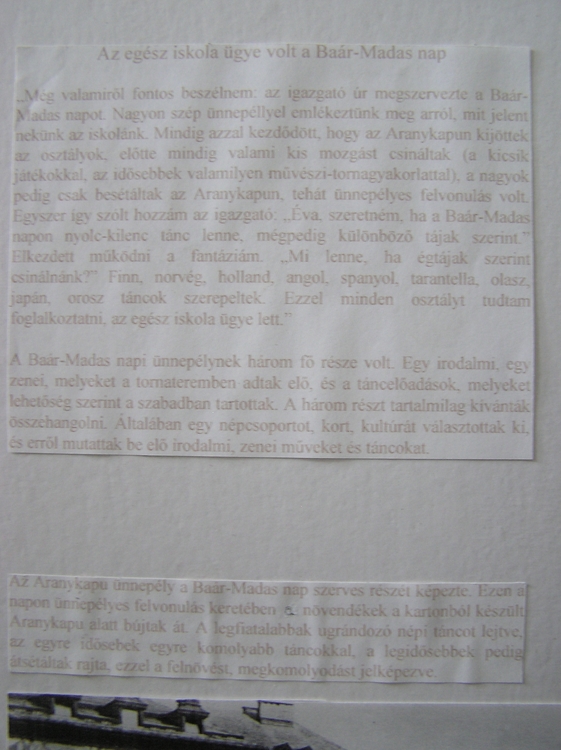 Az egész iskola ügye volt a Baár-Madas nap
„Még valamiről fontos beszélnem: az igazgató úr megszervezte a Baár-
Madas napot. Nagyon szép ünnepéllyel emlékeztünk meg arról, mit jelent
nekünk az iskolánk. Mindig azzal kezdődött, hogy az Aranykapun kijöttek
az osztályok, előtte mindig valami kis mozgást csináltak (a kicsik
játékokkal, az idősebbek valamilyen művészi-tornagyakorlattal), a nagyok
pedig csak besétáltak az Aranykapun, tehát ünnepélyes felvonulás volt.
Egyszer így szólt hozzám az igazgató: „Éva, szeretném, ha a Baár-Madas
napon nyolc-kilenc tánc lenne, mégpedig különböző tájak szerint.”
Elkezdett működni a fantáziám. „Mi lenne, ha égtájak szerint
csinálnánk?” Finn, norvég, holland, angol, spanyol, tarantella, olasz,
japán, orosz táncok szerepeltek. Ezzel minden osztályt tudtam
foglalkoztatni, az egész iskola ügye lett.”
A Baár-Madas napi ünnepélynek három fő része volt. Egy irodalmi, egy
zenei, melyeket a tornateremben adtak elő, és a táncelőadások, melyeket
lehetőség szerint a szabadban tartottak. A három részt tartalmilag kívánták
összehangolni. Általában egy népcsoportot, kort, kultúrát választottak ki,
és erről mutattak be elő irodalmi, zenei műveket és táncokat.
Az Aranykapu ünnepély a Baár-Madas nap szerves részét képezte. Ezen a
napon ünnepélyes felvonulás keretében a növendékek a kartonból készült
Aranykapu alatt bújtak át. A legfiatalabbak ugrándozó népi táncot lejtve,
az egyre idősebek egyre komolyabb táncokkal, a legidősebbek pedig
átsétáltak rajta, ezzel a felnövést, megkomolyodást jelképezve.